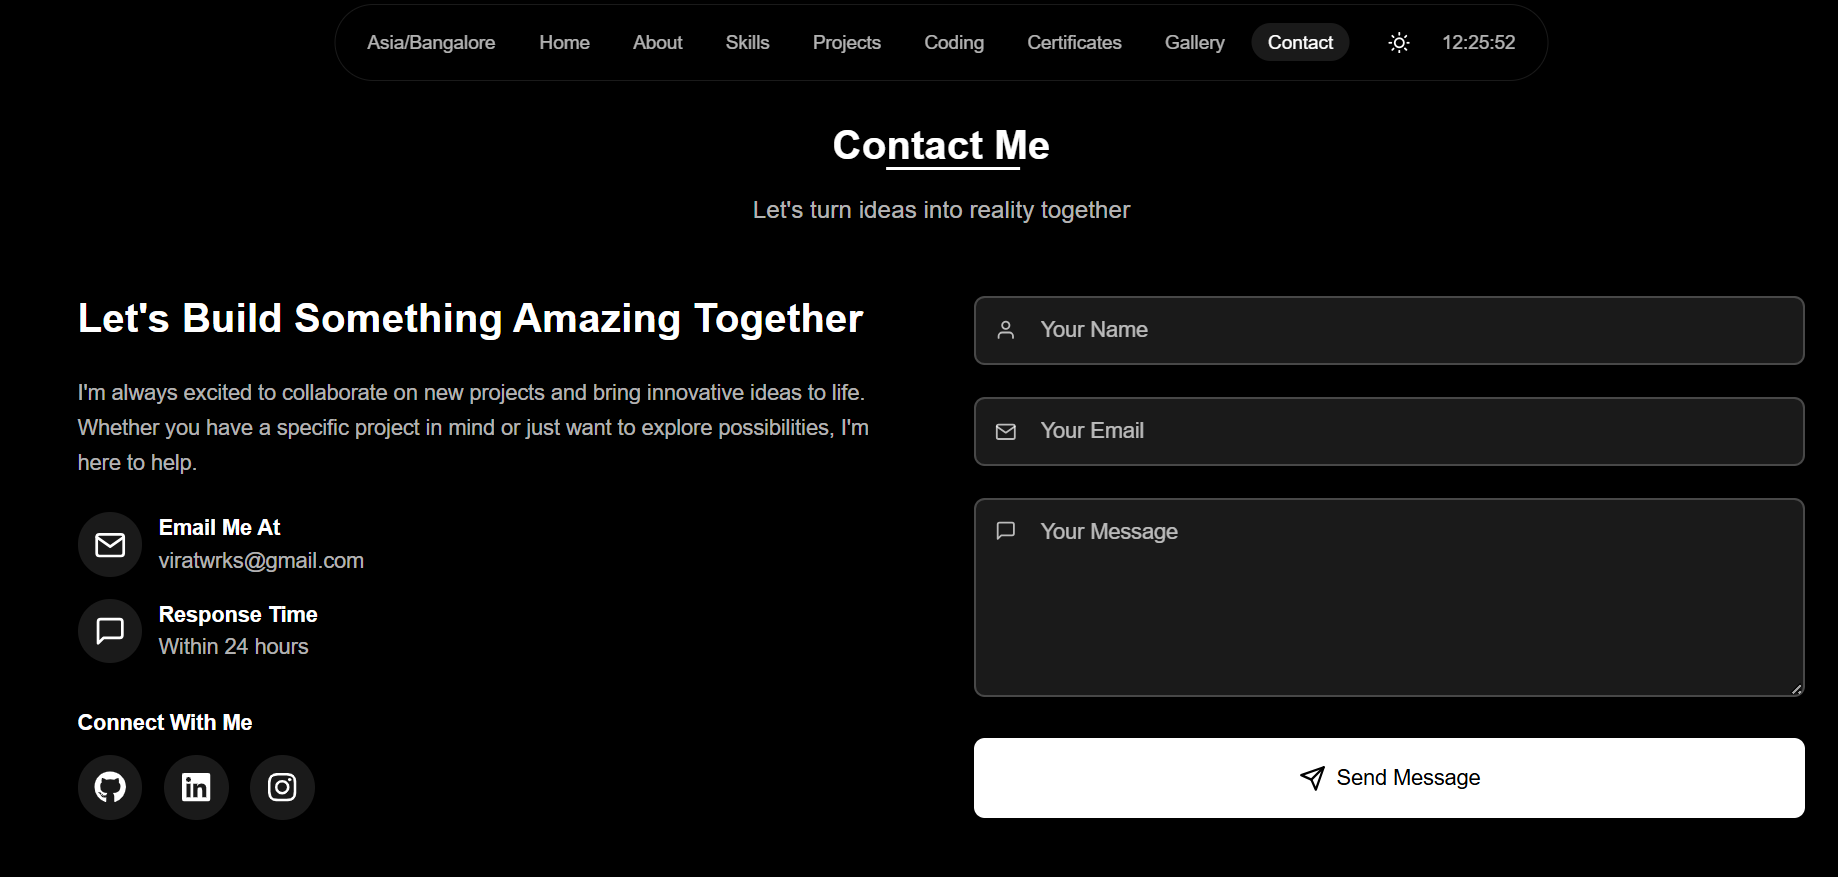 Asia/Bangalore Home About Skills Projects Coding Certificates Gallery Contact 12:25:52
Contact Me
Let's turn ideas into reality together
Let's Build Something Amazing Together
I'm always excited to collaborate on new projects and bring innovative ideas to life.
Whether you have a specific project in mind or just want to explore possibilities, I'm
here to help.
Email Me At
viratwrks@gmail.com
Response Time
Within 24 hours
Connect With Me
in
Your Name
Your Email
Your Message
Send Message